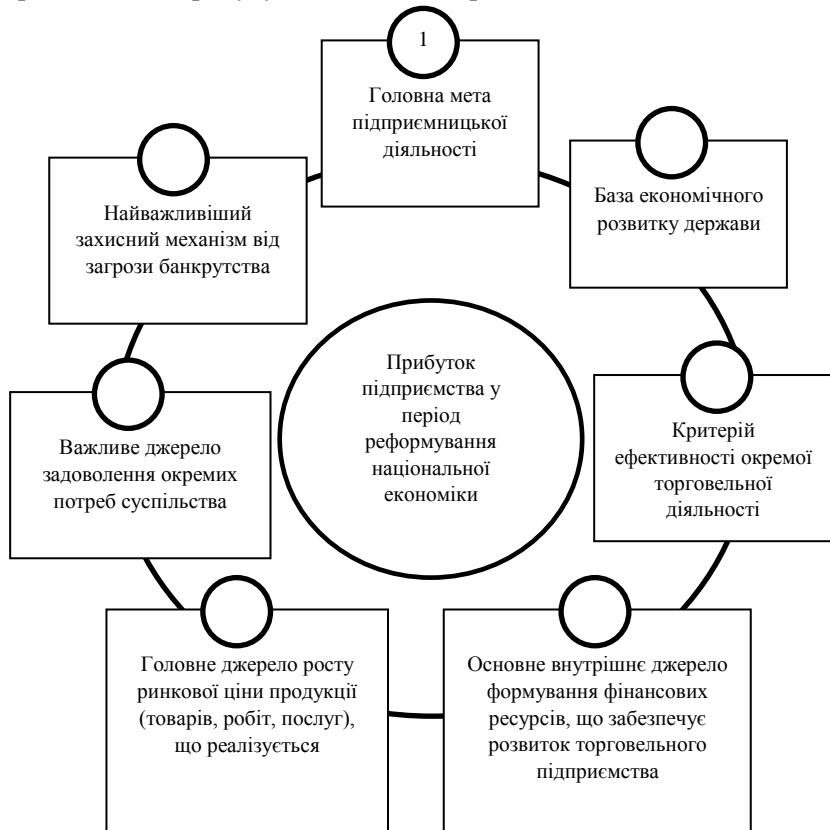 1
Головна мета
підприємницької
діяльності
База економічного
розвитку держави
Найважливіший
захисний механізм від
загрози банкрутства
Прибуток
підприємства у
період
реформування
національної
економіки
Критерій
ефективності окремої
торговельної
діяльності
Важливе джерело
задоволення окремих
потреб суспільства
Головне джерело росту
ринкової ціни продукції
(товарів, робіт, послуг),
що реалізується
Основне внутрішнє джерело
формування фінансових
ресурсів, що забезпечує
розвиток торговельного
підприємства